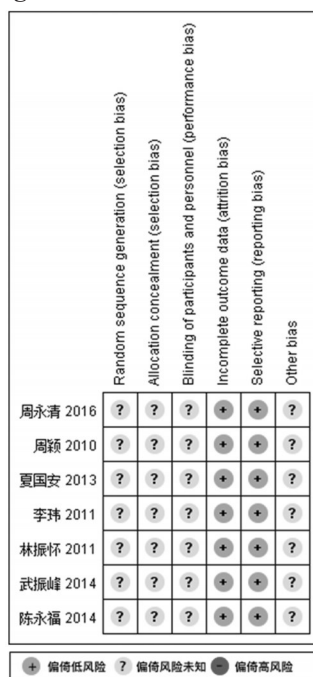 Random sequence generation (selection bias)
Allocation concealment (selection bias)
Blinding of participants and personnel (performance bias)
Incomplete outcome data (attrition bias)
Selective reporting (reporting bias)
Other bias
周永清 2016 ? ? ? + + ?
周颖 2010 ? ? ? + + ?
夏国安 2013 ? ? ? + + ?
李玮 2011 ? ? ? + + ?
林振怀 2011 ? ? ? + + ?
武振峰 2014 ? ? ? + + ?
陈永福 2014 ? ? ? + + ?
+ 偏倚低风险 ? 偏倚风险未知 - 偏倚高风险